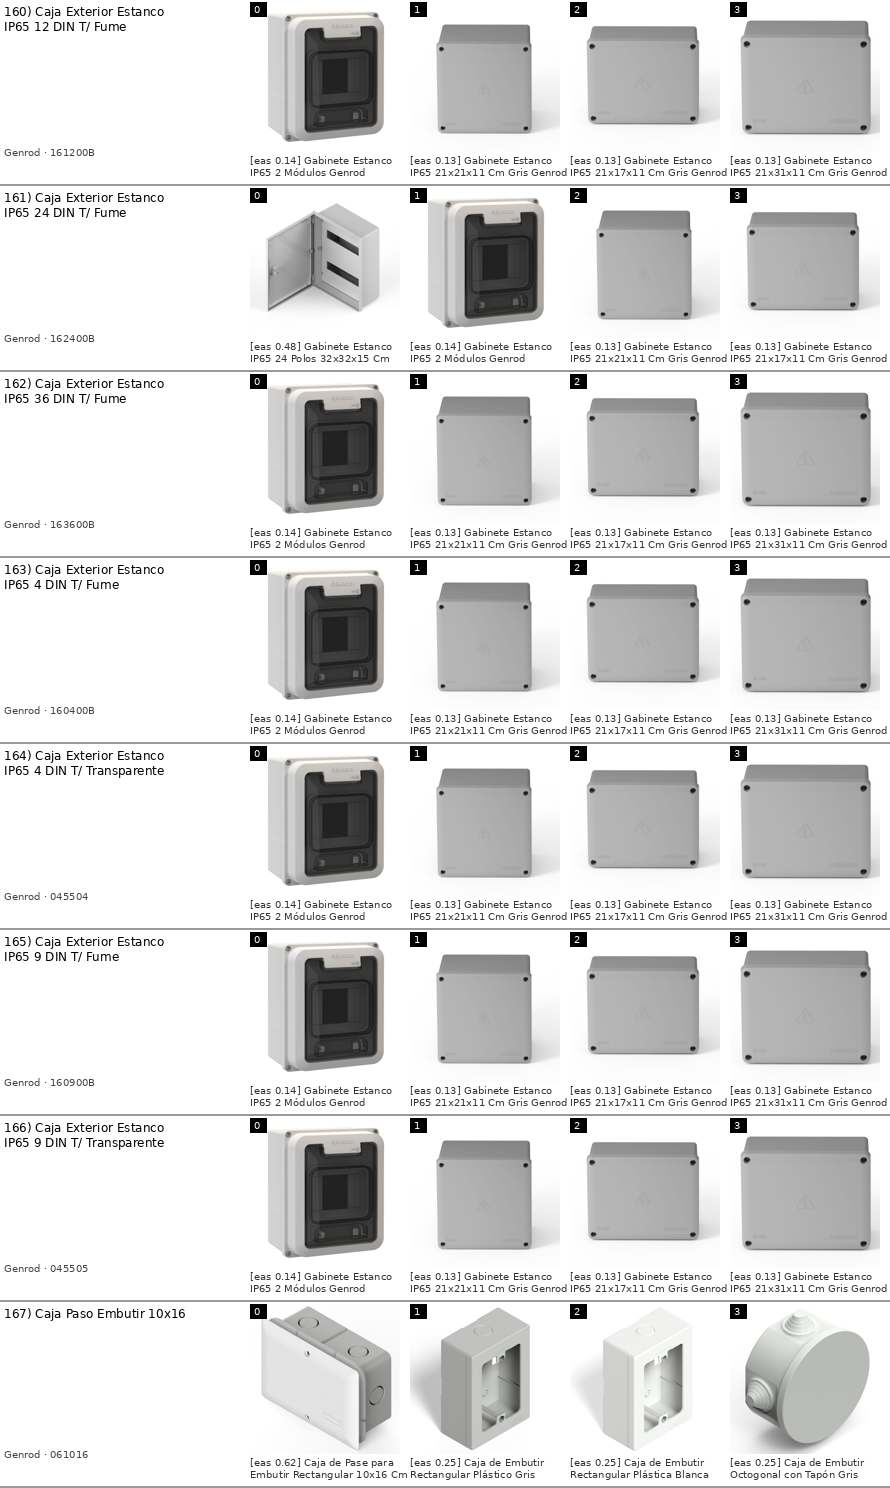 160) Caja Exterior Estanco
IP65 12 DIN T/ Fume
Genrod · 161200B
0
1
2
3
[eas 0.14] Gabinete Estanco
IP65 2 Módulos Genrod
[eas 0.13] Gabinete Estanco
IP65 21x21x11 Cm Gris Genrod
[eas 0.13] Gabinete Estanco
IP65 21x17x11 Cm Gris Genrod
[eas 0.13] Gabinete Estanco
IP65 21x31x11 Cm Gris Genrod
161) Caja Exterior Estanco
IP65 24 DIN T/ Fume
Genrod · 162400B
0
1
2
3
[eas 0.48] Gabinete Estanco
IP65 24 Polos 32x32x15 Cm
[eas 0.14] Gabinete Estanco
IP65 2 Módulos Genrod
[eas 0.13] Gabinete Estanco
IP65 21x21x11 Cm Gris Genrod
[eas 0.13] Gabinete Estanco
IP65 21x17x11 Cm Gris Genrod
162) Caja Exterior Estanco
IP65 36 DIN T/ Fume
Genrod · 163600B
0
1
2
3
[eas 0.14] Gabinete Estanco
IP65 2 Módulos Genrod
[eas 0.13] Gabinete Estanco
IP65 21x21x11 Cm Gris Genrod
[eas 0.13] Gabinete Estanco
IP65 21x17x11 Cm Gris Genrod
[eas 0.13] Gabinete Estanco
IP65 21x31x11 Cm Gris Genrod
163) Caja Exterior Estanco
IP65 4 DIN T/ Fume
Genrod · 160400B
0
1
2
3
[eas 0.14] Gabinete Estanco
IP65 2 Módulos Genrod
[eas 0.13] Gabinete Estanco
IP65 21x21x11 Cm Gris Genrod
[eas 0.13] Gabinete Estanco
IP65 21x17x11 Cm Gris Genrod
[eas 0.13] Gabinete Estanco
IP65 21x31x11 Cm Gris Genrod
164) Caja Exterior Estanco
IP65 4 DIN T/ Transparente
Genrod · 045504
0
1
2
3
[eas 0.14] Gabinete Estanco
IP65 2 Módulos Genrod
[eas 0.13] Gabinete Estanco
IP65 21x21x11 Cm Gris Genrod
[eas 0.13] Gabinete Estanco
IP65 21x17x11 Cm Gris Genrod
[eas 0.13] Gabinete Estanco
IP65 21x31x11 Cm Gris Genrod
165) Caja Exterior Estanco
IP65 9 DIN T/ Fume
Genrod · 160900B
0
1
2
3
[eas 0.14] Gabinete Estanco
IP65 2 Módulos Genrod
[eas 0.13] Gabinete Estanco
IP65 21x21x11 Cm Gris Genrod
[eas 0.13] Gabinete Estanco
IP65 21x17x11 Cm Gris Genrod
[eas 0.13] Gabinete Estanco
IP65 21x31x11 Cm Gris Genrod
166) Caja Exterior Estanco
IP65 9 DIN T/ Transparente
Genrod · 045505
0
1
2
3
[eas 0.14] Gabinete Estanco
IP65 2 Módulos Genrod
[eas 0.13] Gabinete Estanco
IP65 21x21x11 Cm Gris Genrod
[eas 0.13] Gabinete Estanco
IP65 21x17x11 Cm Gris Genrod
[eas 0.13] Gabinete Estanco
IP65 21x31x11 Cm Gris Genrod
167) Caja Paso Embutir 10x16
Genrod · 061016
0
1
2
3
[eas 0.62] Caja de Pase para
Embutir Rectangular 10x16 Cm
[eas 0.25] Caja de Embutir
Rectangular Plástico Gris
[eas 0.25] Caja de Embutir
Rectangular Plástica Blanca
[eas 0.25] Caja de Embutir
Octogonal con Tapón Gris